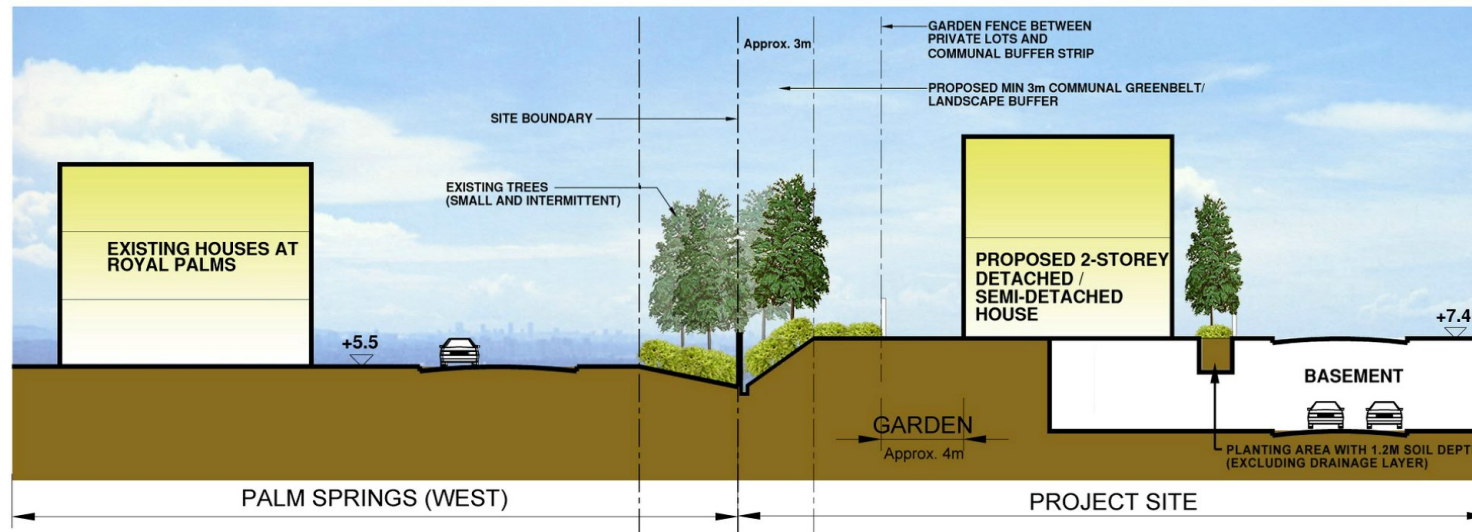 GARDEN FENCE BETWEEN
PRIVATE LOTS AND
COMMUNAL BUFFER STRIP
Approx. 3m
PROPOSED MIN 3m COMMUNAL GREENBELT/
LANDSCAPE BUFFER
SITE BOUNDARY
EXISTING TREES
(SMALL AND INTERMITTENT)
EXISTING HOUSES AT
ROYAL PALMS
PROPOSED 2-STOREY
DETACHED /
SEMI-DETACHED
HOUSE
+5.5
+7.4
BASEMENT
GARDEN
Approx. 4m
PLANTING AREA WITH 1.2M SOIL DEPT
(EXCLUDING DRAINAGE LAYER)
PALM SPRINGS (WEST)
PROJECT SITE